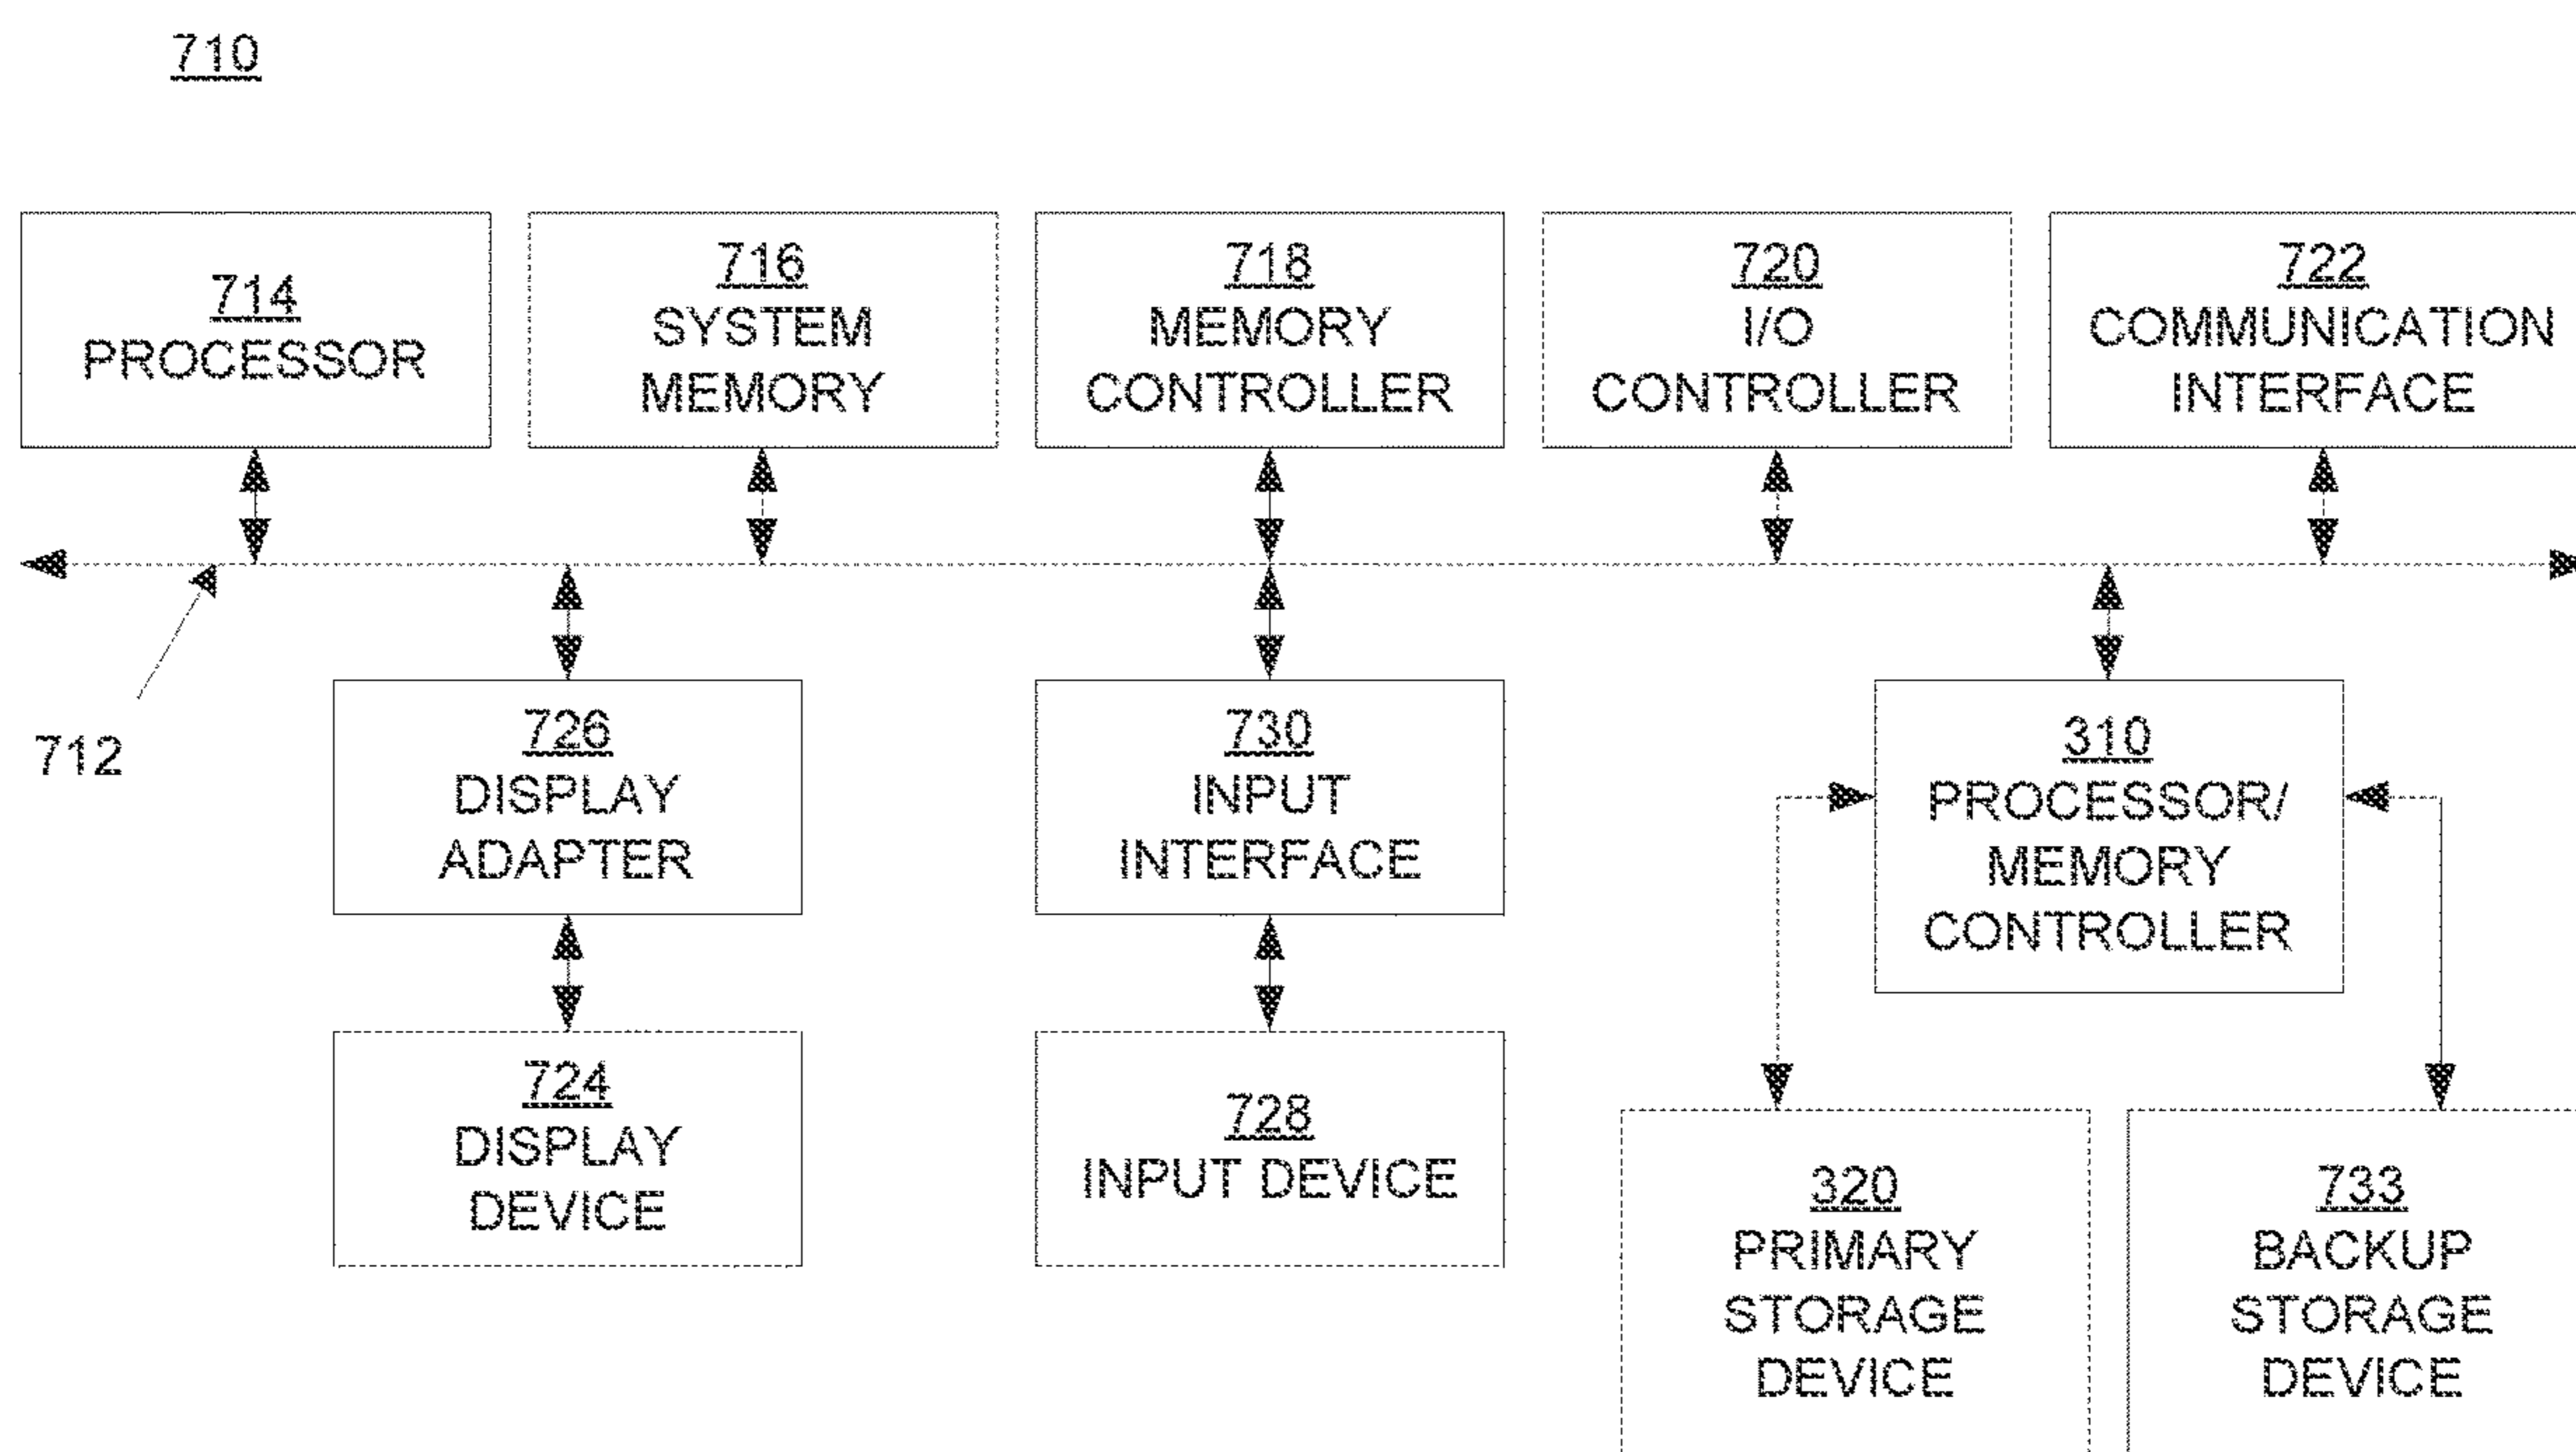 710
714
PROCESSOR
716
SYSTEM
MEMORY
718
MEMORY
CONTROLLER
720
I/O
CONTROLLER
722
COMMUNICATION
INTERFACE
712
726
DISPLAY
ADAPTER
730
INPUT
INTERFACE
310
PROCESSOR/
MEMORY
CONTROLLER
724
DISPLAY
DEVICE
728
INPUT DEVICE
320
PRIMARY
STORAGE
DEVICE
733
BACKUP
STORAGE
DEVICE